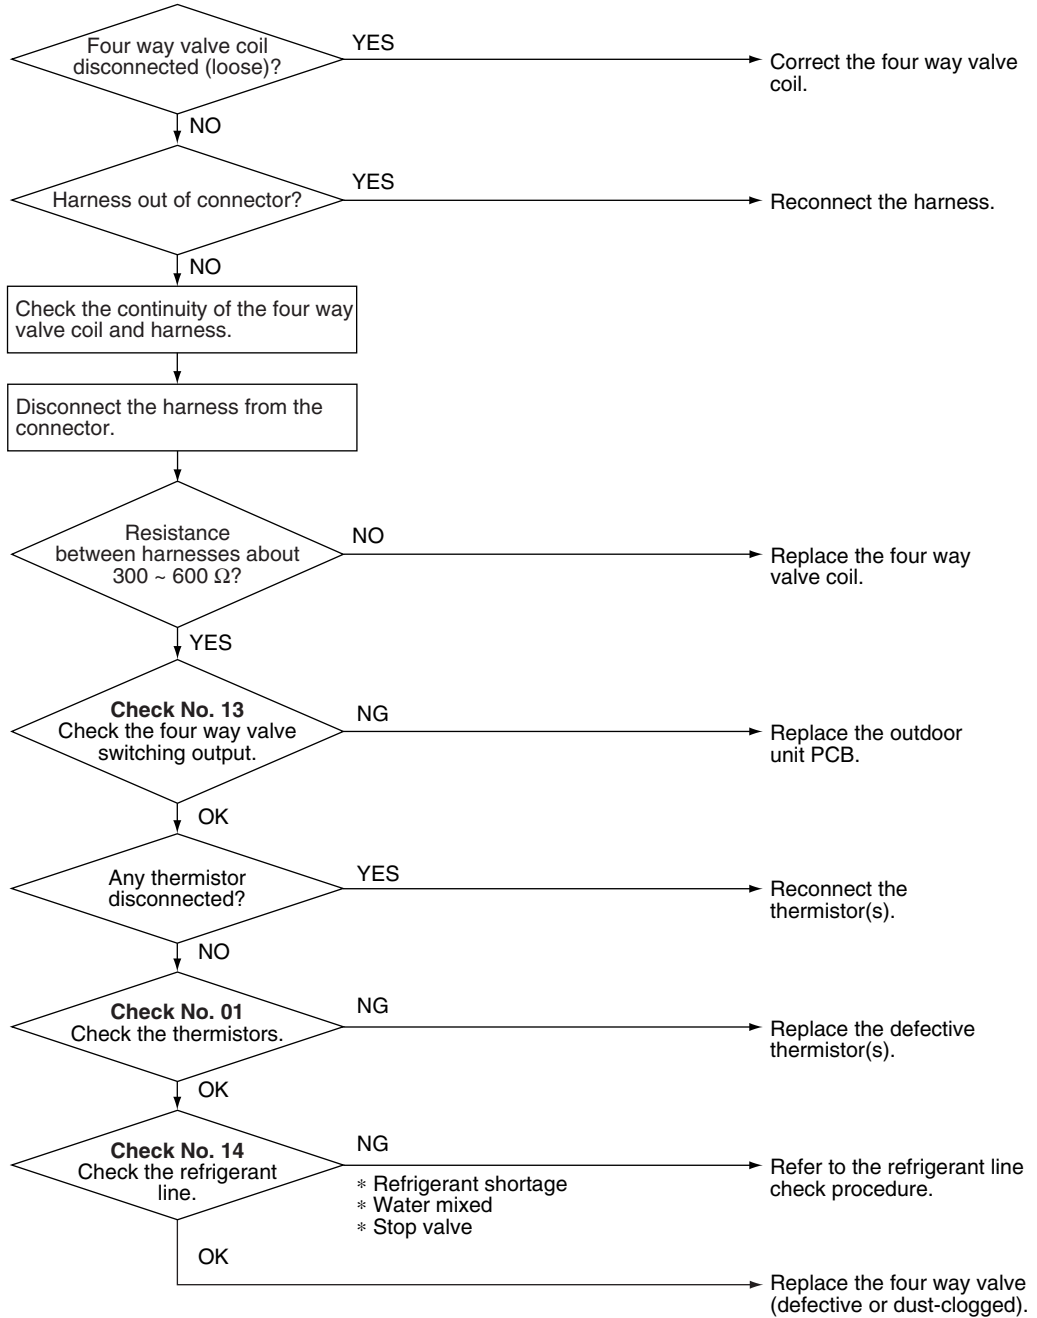 Four way valve coil
disconnected (loose)?
YES
Correct the four way valve
coil.
NO
Harness out of connector?
YES
Reconnect the harness.
NO
Check the continuity of the four way
valve coil and harness.
Disconnect the harness from the
connector.
Resistance
between harnesses about
300 ~ 600 Ω?
NO
Replace the four way
valve coil.
YES
Check No. 13
Check the four way valve
switching output.
NG
Replace the outdoor
unit PCB.
OK
Any thermistor
disconnected?
YES
Reconnect the
thermistor(s).
NO
Check No. 01
Check the thermistors.
NG
Replace the defective
thermistor(s).
OK
Check No. 14
Check the refrigerant
line.
NG
∗ Refrigerant shortage
∗ Water mixed
∗ Stop valve
Refer to the refrigerant line
check procedure.
OK
Replace the four way valve
(defective or dust-clogged).